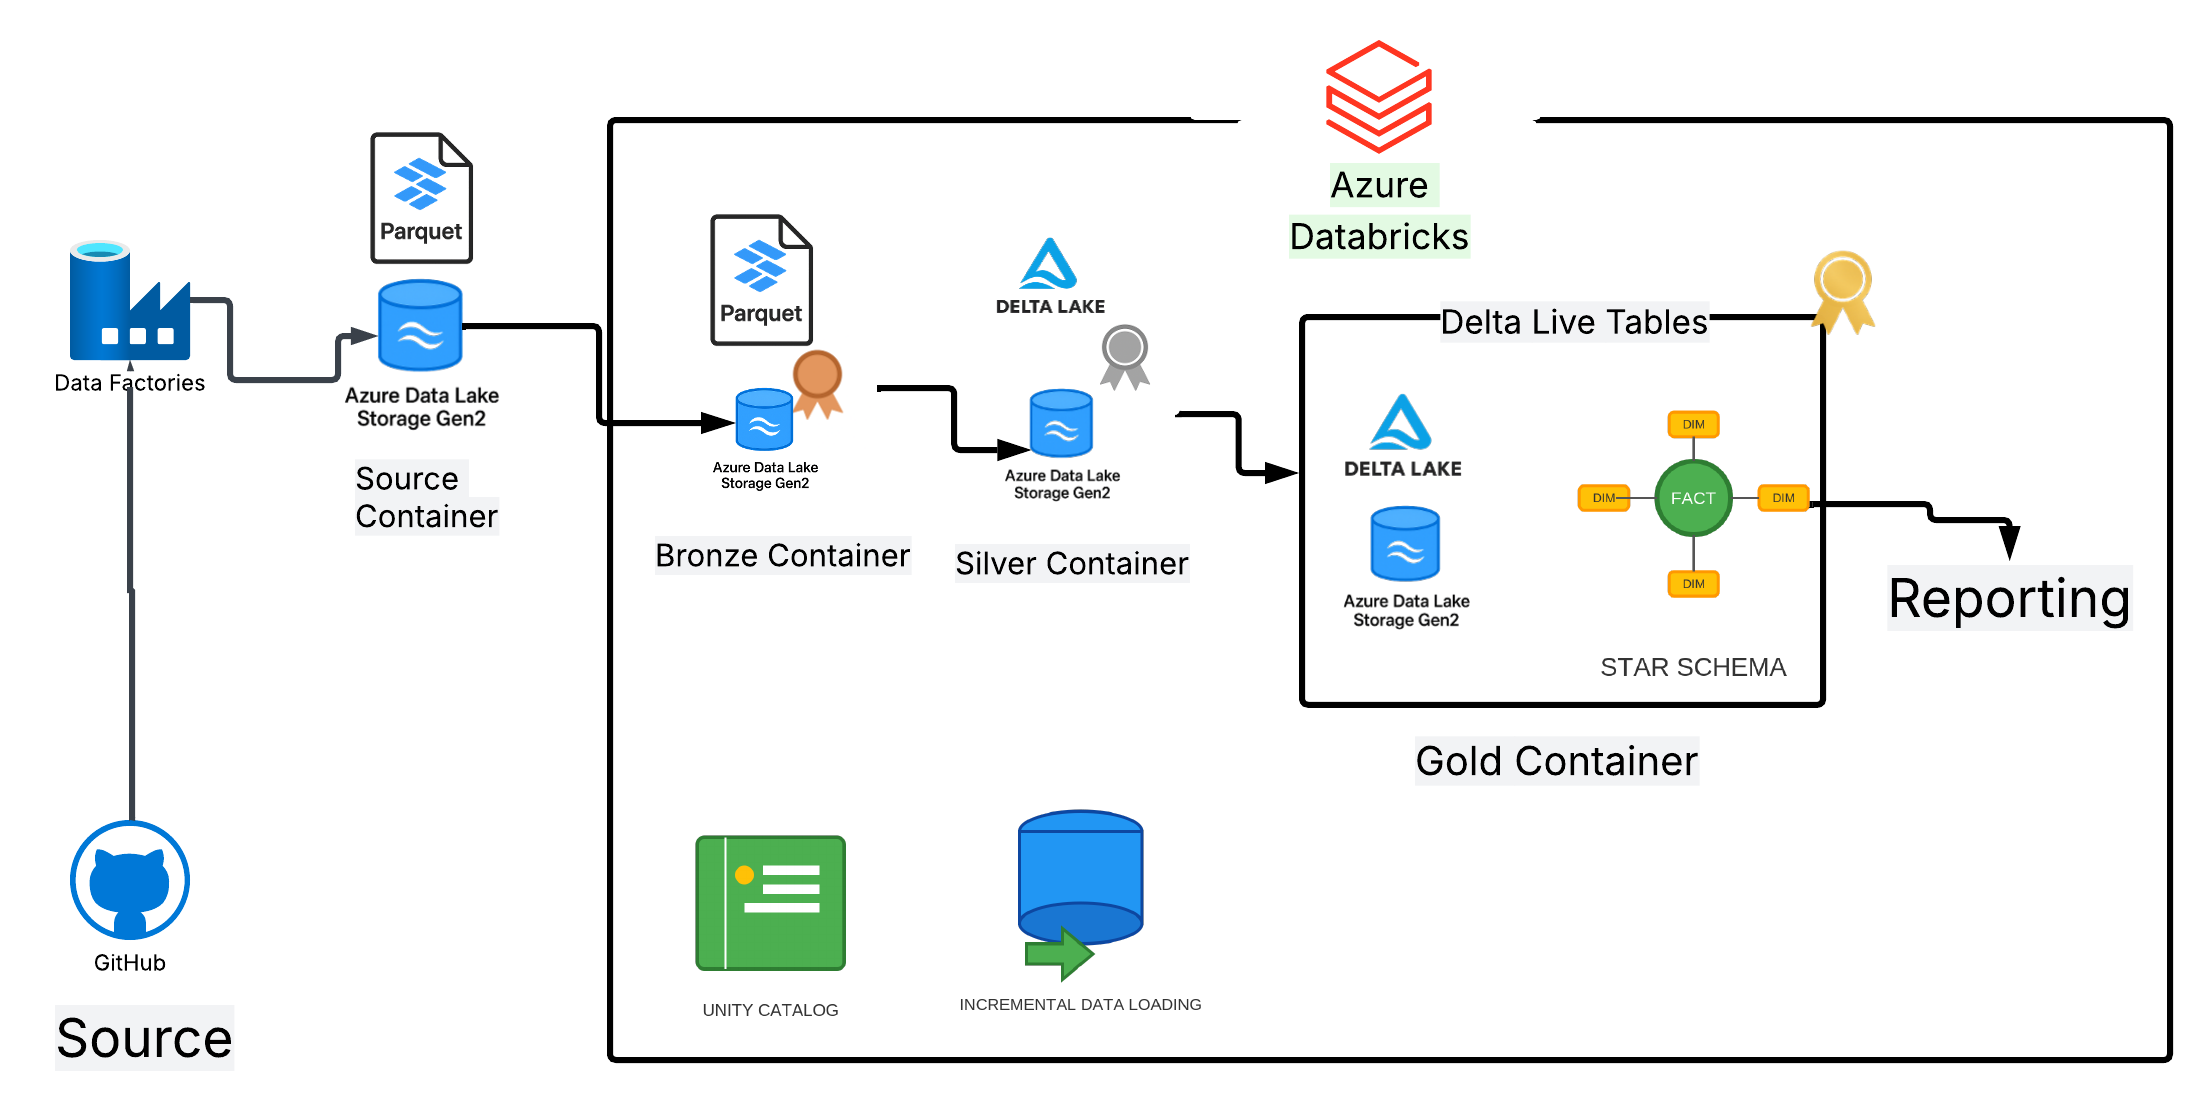 Azure
Databricks
Parquet
Data Factories
Azure Data Lake
Storage Gen2
Source
Container
Parquet
Azure Data Lake
Storage Gen2
Bronze Container
DELTA LAKE
Azure Data Lake
Storage Gen2
Silver Container
Delta Live Tables
DELTA LAKE
Azure Data Lake
Storage Gen2
DIM
DIM
FACT
DIM
DIM
STAR SCHEMA
Gold Container
Reporting
UNITY CATALOG
INCREMENTAL DATA LOADING
GitHub
Source